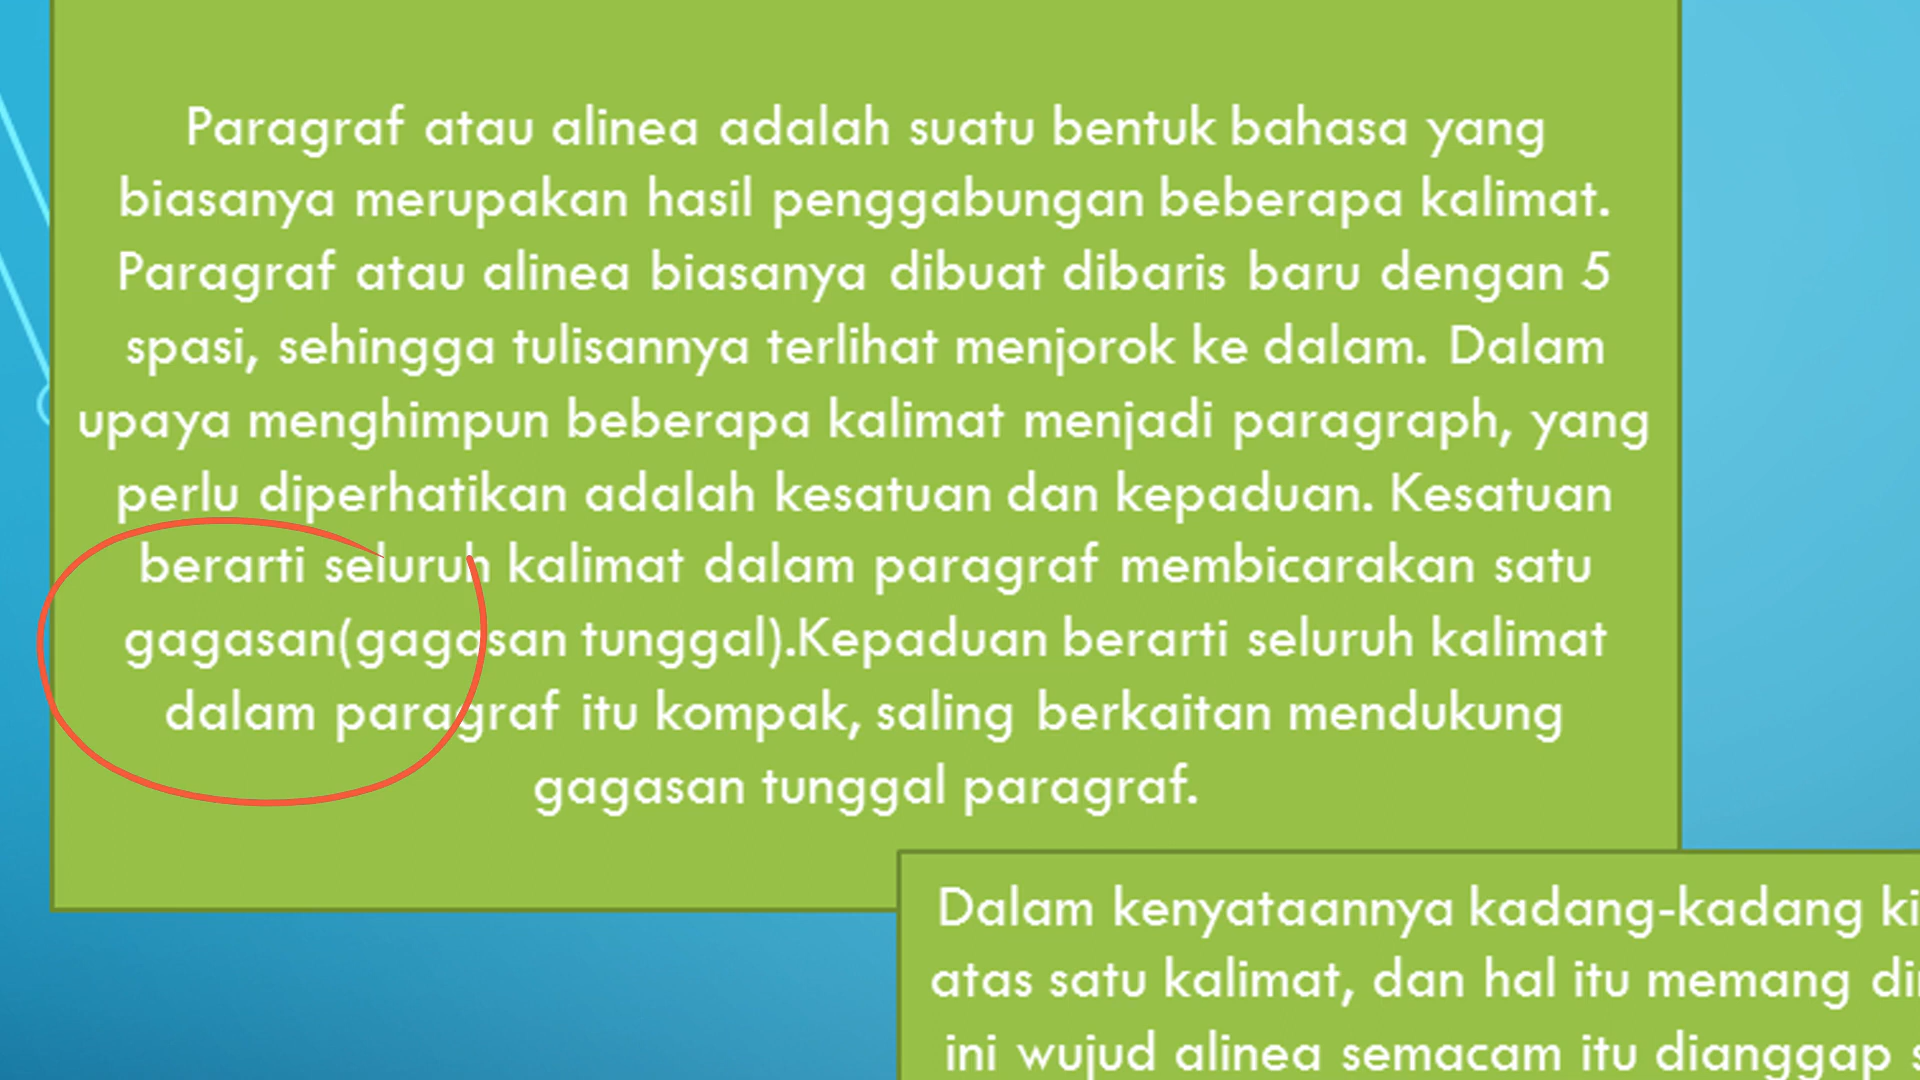 Paragraf atau alinea adalah suatu bentuk bahasa yang
biasanya merupakan hasil penggabungan beberapa kalimat.
Paragraf atau alinea biasanya dibuat dibaris baru dengan 5
spasi, sehingga tulisannya terlihat menjorok ke dalam. Dalam
upaya menghimpun beberapa kalimat menjadi paragraph, yang
perlu diperhatikan adalah kesatuan dan kepaduan. Kesatuan
berarti seluruh kalimat dalam paragraf membicarakan satu
gagasan(gagasan tunggal).Kepaduan berarti seluruh kalimat
dalam paragraf itu kompak, saling berkaitan mendukung
gagasan tunggal paragraf.
Dalam kenyataannya kadang-kadang
atas satu kalimat, dan hal itu memang
ini wujud alinea semacam itu dianggap